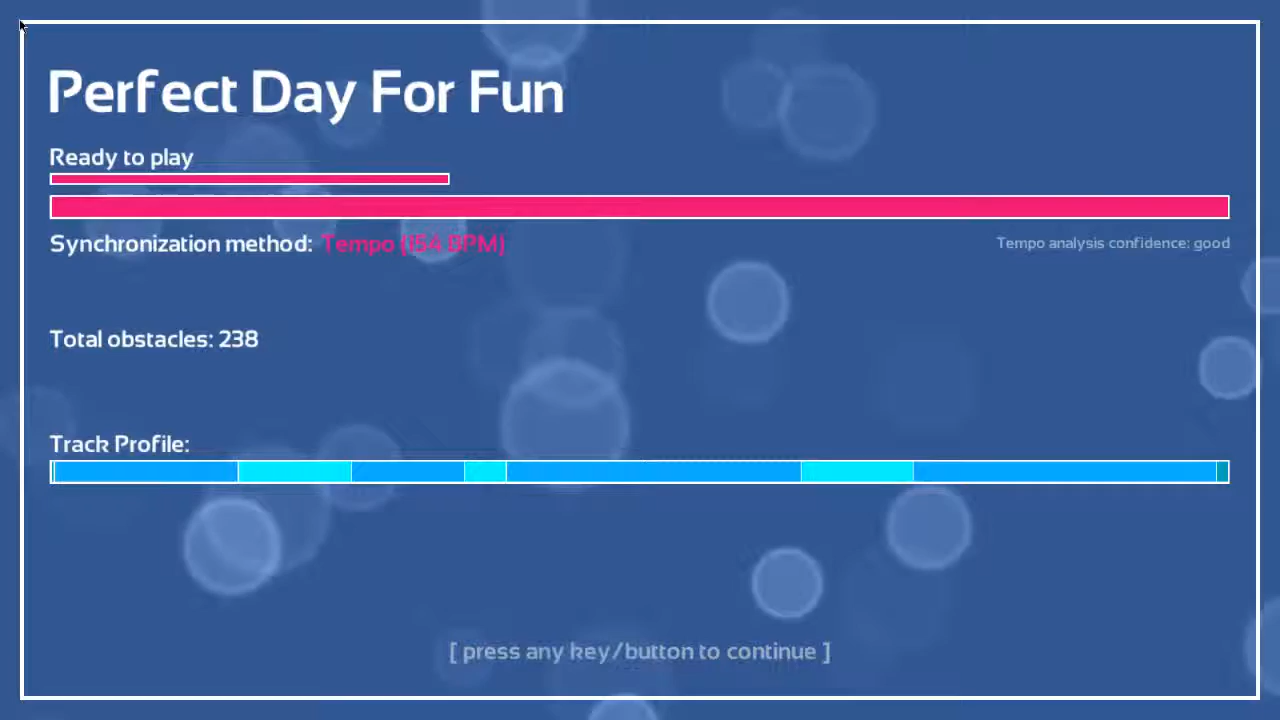 Perfect Day For Fun
Ready to play
Synchronization method: Tempo (154 BPM)
Tempo analysis confidence: good
Total obstacles: 238
Track Profile:
[ press any key/button to continue ]